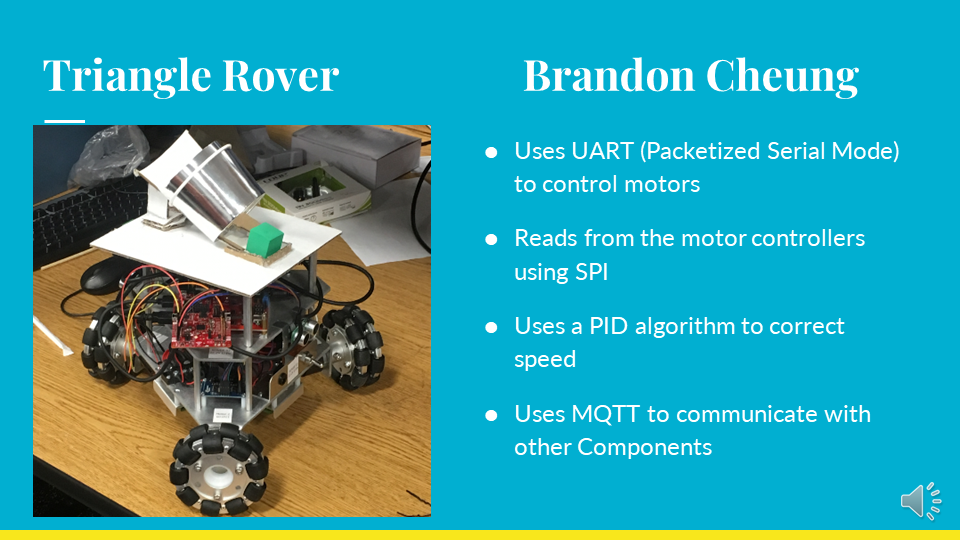 Triangle Rover
Brandon Cheung
● Uses UART (Packetized Serial Mode)
to control motors
● Reads from the motor controllers
using SPI
● Uses a PID algorithm to correct
speed
● Uses MQTT to communicate with
other Components